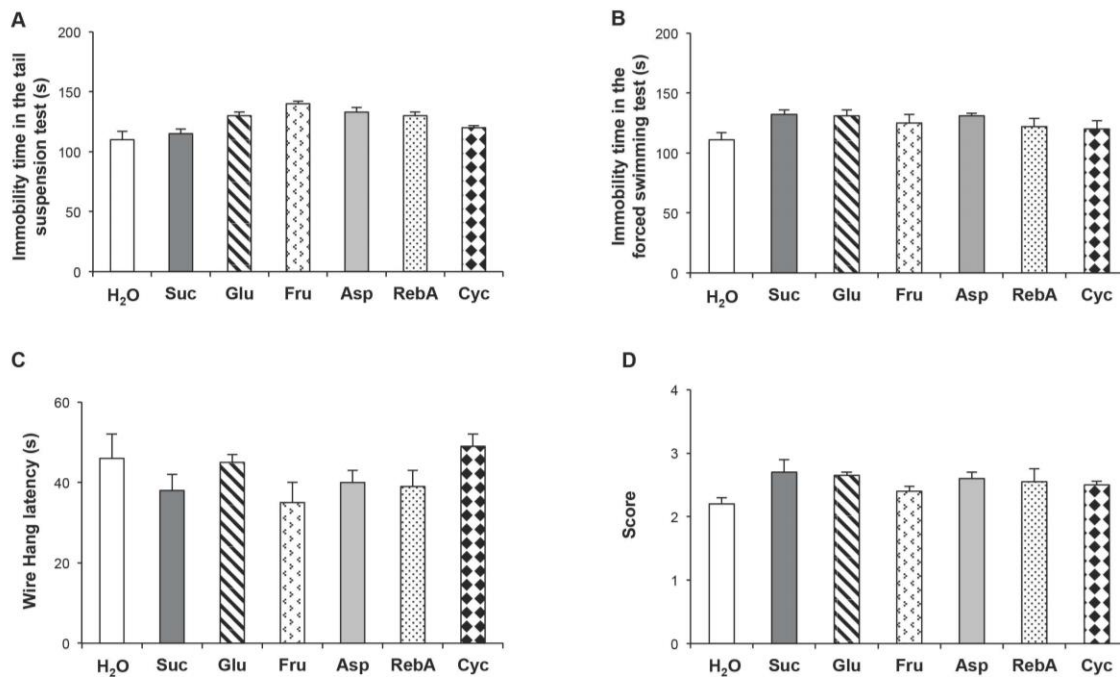 A
Immobility time in the tail
suspension test (s)
200
150
100
50
0
H₂O Suc Glu Fru Asp RebA Cyc
B
Immobility time in the
forced swimming test (s)
200
150
100
50
0
H₂O Suc Glu Fru Asp RebA Cyc
C
Wire Hang latency (s)
60
40
20
0
H₂O Suc Glu Fru Asp RebA Cyc
D
Score
4
3
2
1
0
H₂O Suc Glu Fru Asp RebA Cyc